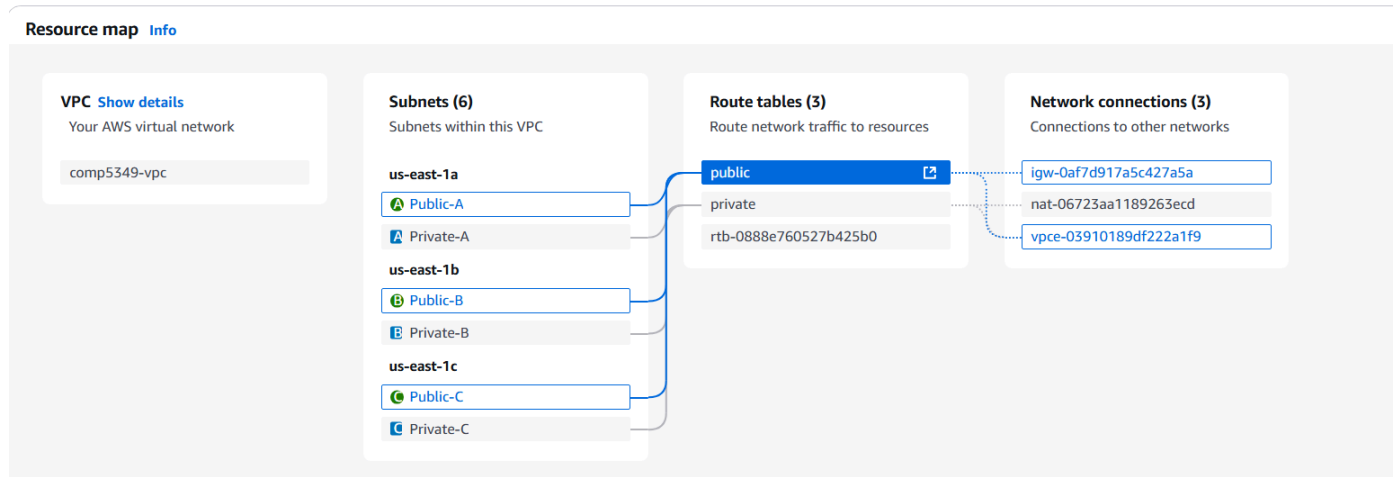 Resource map Info
VPC Show details
Your AWS virtual network
comp5349-vpc
Subnets (6)
Subnets within this VPC
us-east-1a
A Public-A
A Private-A
us-east-1b
B Public-B
B Private-B
us-east-1c
C Public-C
C Private-C
Route tables (3)
Route network traffic to resources
public
private
rtb-0888e760527b425b0
Network connections (3)
Connections to other networks
igw-0af7d917a5c427a5a
nat-06723aa1189263ecd
vpce-03910189df222a1f9